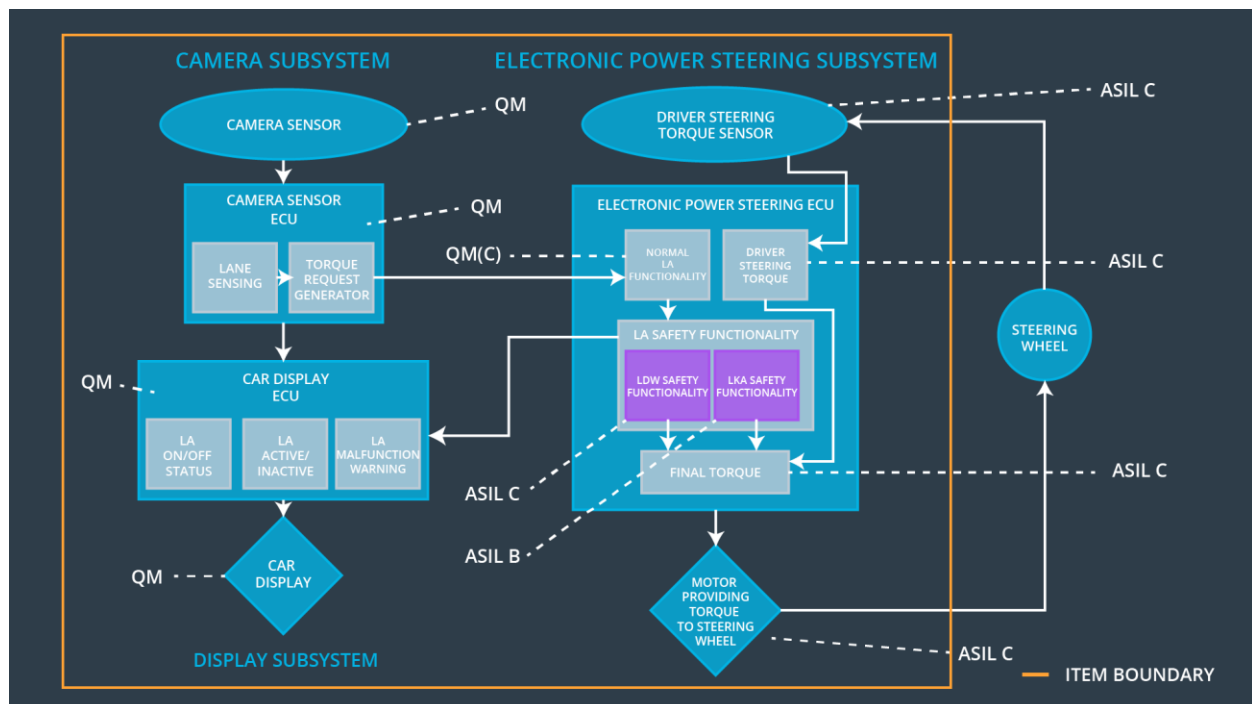 CAMERA SUBSYSTEM
ELECTRONIC POWER STEERING SUBSYSTEM
CAMERA SENSOR
QM
DRIVER STEERING
TORQUE SENSOR
ASIL C
CAMERA SENSOR
ECU
QM
LANE
SENSING
TORQUE
REQUEST
GENERATOR
QM(C)
ELECTRONIC POWER STEERING ECU
NORMAL
LA
FUNCTIONALITY
DRIVER
STEERING
TORQUE
ASIL C
LA SAFETY FUNCTIONALITY
LDW SAFETY
FUNCTIONALITY
LKA SAFETY
FUNCTIONALITY
STEERING
WHEEL
QM
CAR DISPLAY
ECU
LA
ON/OFF
STATUS
LA
ACTIVE/
INACTIVE
LA
MALFUNCTION
WARNING
FINAL TORQUE
ASIL C
ASIL C
ASIL B
QM
CAR
DISPLAY
MOTOR
PROVIDING
TORQUE
TO STEERING
WHEEL
ASIL C
DISPLAY SUBSYSTEM
ITEM BOUNDARY